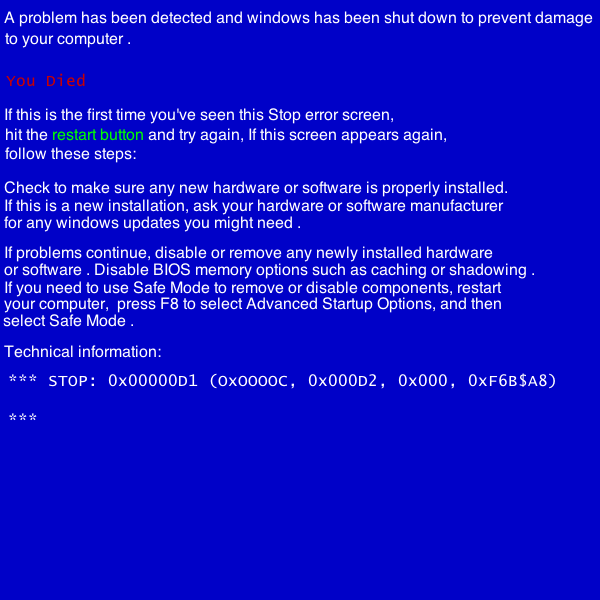 A problem has been detected and windows has been shut down to prevent damage
to your computer .
You Died
If this is the first time you've seen this Stop error screen,
hit the restart button and try again, If this screen appears again,
follow these steps:
Check to make sure any new hardware or software is properly installed.
If this is a new installation, ask your hardware or software manufacturer
for any windows updates you might need .
If problems continue, disable or remove any newly installed hardware
or software . Disable BIOS memory options such as caching or shadowing .
If you need to use Safe Mode to remove or disable components, restart
your computer,  press F8 to select Advanced Startup Options, and then
select Safe Mode .
Technical information:
*** STOP: 0x00000D1 (OxOOOOC, 0x000D2, 0x000, 0xF6B$A8)
***